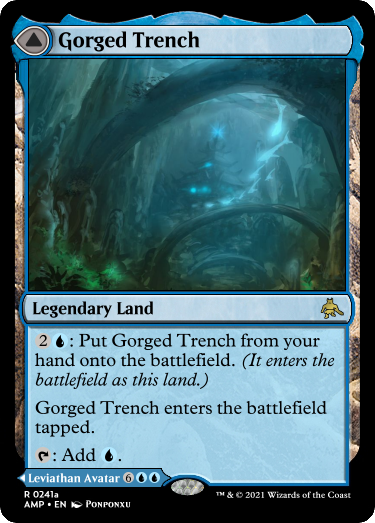 Gorged Trench
Legendary Land
2: Put Gorged Trench from your
hand onto the battlefield. (It enters the
battlefield as this land.)
Gorged Trench enters the battlefield
tapped.
: Add .
Leviathan Avatar 6
R 0241a
AMP • EN Ponponxu
™ & © 2021 Wizards of the Coast